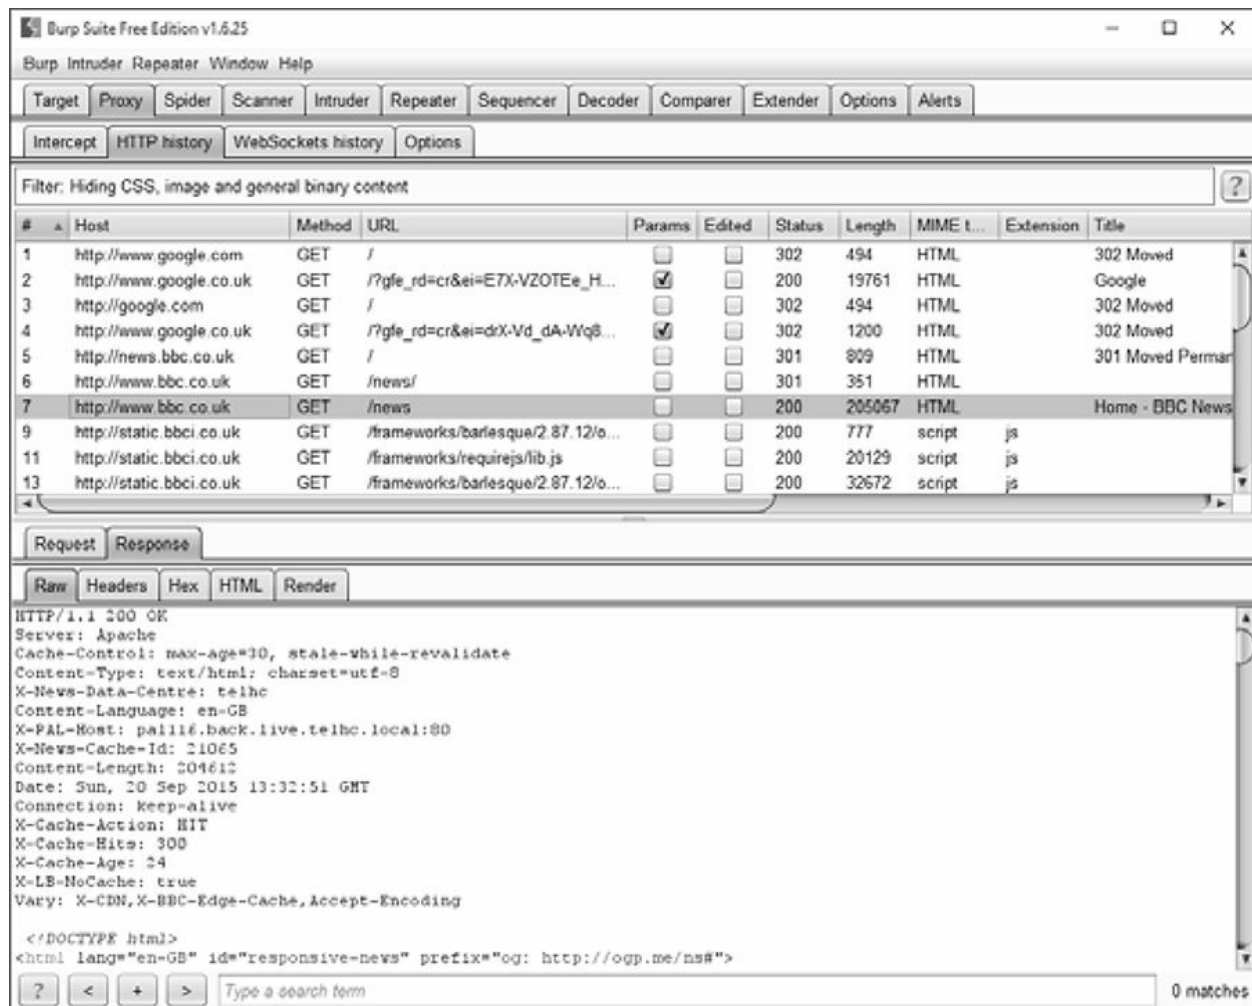 Burp Suite Free Edition v1.6.25
Burp Intruder Repeater Window Help
Target Proxy Spider Scanner Intruder Repeater Sequencer Decoder Comparer Extender Options Alerts
Intercept HTTP history WebSockets history Options
Filter: Hiding CSS, image and general binary content ?
# Host Method URL Params Edited Status Length MIME t... Extension Title
1 http://www.google.com GET / 302 494 HTML 302 Moved
2 http://www.google.co.uk GET /?gfe_rd=cr&ei=E7X-VZOTEe_H... 200 19761 HTML Google
3 http://google.com GET / 302 494 HTML 302 Moved
4 http://www.google.co.uk GET /?gfe_rd=cr&ei=drX-Vd_dA-Wq8... 302 1200 HTML 302 Moved
5 http://news.bbc.co.uk GET / 301 809 HTML 301 Moved Perman
6 http://www.bbc.co.uk GET /news/ 301 351 HTML
7 http://www.bbc.co.uk GET /news 200 205067 HTML Home - BBC News
9 http://static.bbci.co.uk GET /frameworks/barlesque/2.87.12/o... 200 777 script js
11 http://static.bbci.co.uk GET /frameworks/requirejs/lib.js 200 20129 script js
13 http://static.bbci.co.uk GET /frameworks/barlesque/2.87.12/o... 200 32672 script js
Request Response
Raw Headers Hex HTML Render
HTTP/1.1 200 OK
Server: Apache
Cache-Control: max-age=30, stale-while-revalidate
Content-Type: text/html; charset=utf-8
X-News-Data-Centre: telhc
Content-Language: en-GB
X-PAL-Host: pal116.back.live.telhc.local:80
X-News-Cache-Id: 21065
Content-Length: 204612
Date: Sun, 20 Sep 2015 13:32:51 GMT
Connection: keep-alive
X-Cache-Action: HIT
X-Cache-Hits: 300
X-Cache-Age: 24
X-LB-NoCache: true
Vary: X-CDN,X-BBC-Edge-Cache,Accept-Encoding
<!DOCTYPE html>
<html lang="en-GB" id="responsive-news" prefix="og: http://ogp.me/ns#">
? < + > Type a search term 0 matches